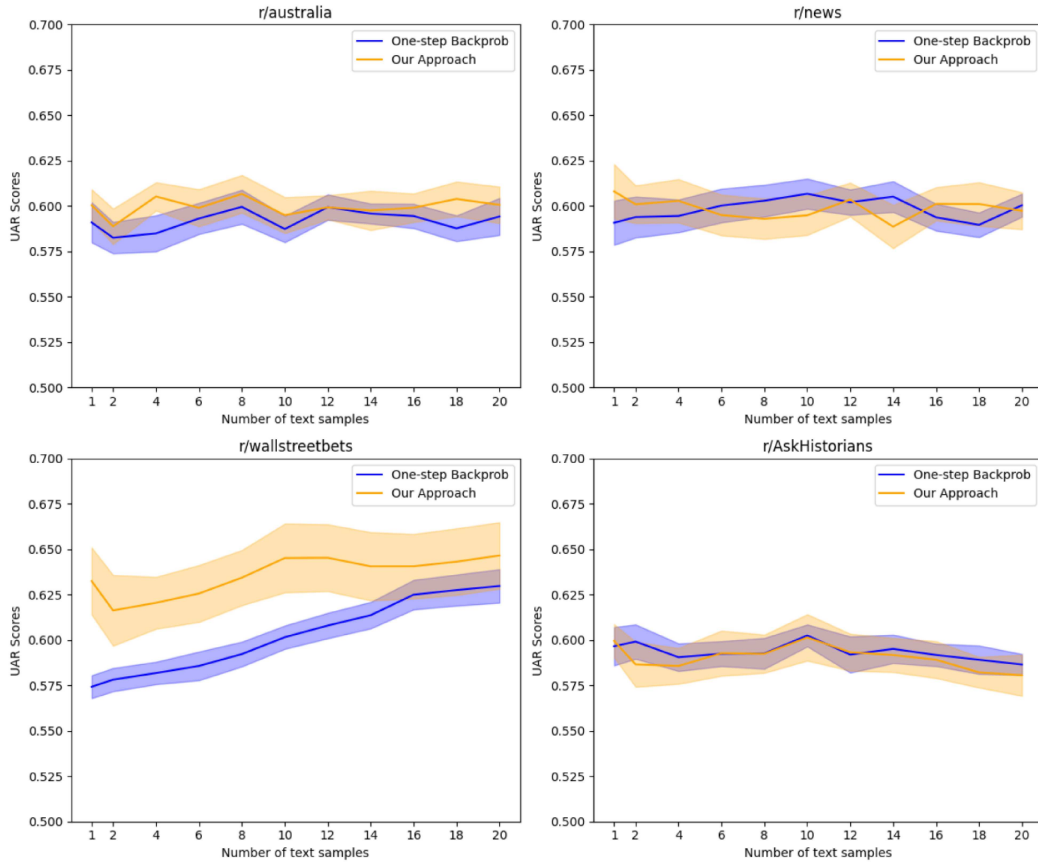 r/australia
0.700
0.675
0.650
0.625
0.600
0.575
0.550
0.525
0.500
UAR Scores
One-step Backprob
Our Approach
1 2 4 6 8 10 12 14 16 18 20
Number of text samples
r/news
0.700
0.675
0.650
0.625
0.600
0.575
0.550
0.525
0.500
UAR Scores
One-step Backprob
Our Approach
1 2 4 6 8 10 12 14 16 18 20
Number of text samples
r/wallstreetbets
0.700
0.675
0.650
0.625
0.600
0.575
0.550
0.525
0.500
UAR Scores
One-step Backprob
Our Approach
1 2 4 6 8 10 12 14 16 18 20
Number of text samples
r/AskHistorians
0.700
0.675
0.650
0.625
0.600
0.575
0.550
0.525
0.500
UAR Scores
One-step Backprob
Our Approach
1 2 4 6 8 10 12 14 16 18 20
Number of text samples